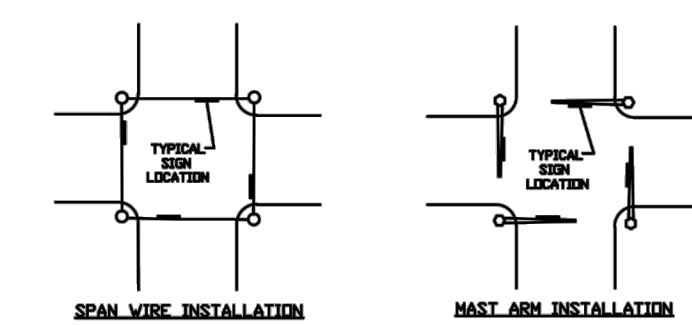 TYPICAL
SIGN
LOCATION
TYPICAL
SIGN
LOCATION
SPAN WIRE INSTALLATION
MAST ARM INSTALLATION